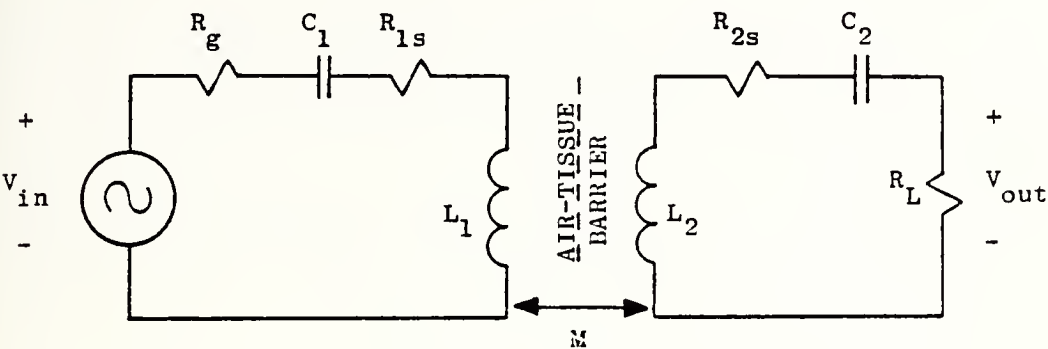 R_g C_1 R_1s
R_2s C_2
+
V_in
-
L_1
AIR-TISSUE
BARRIER
L_2
R_L
+
V_out
-
M